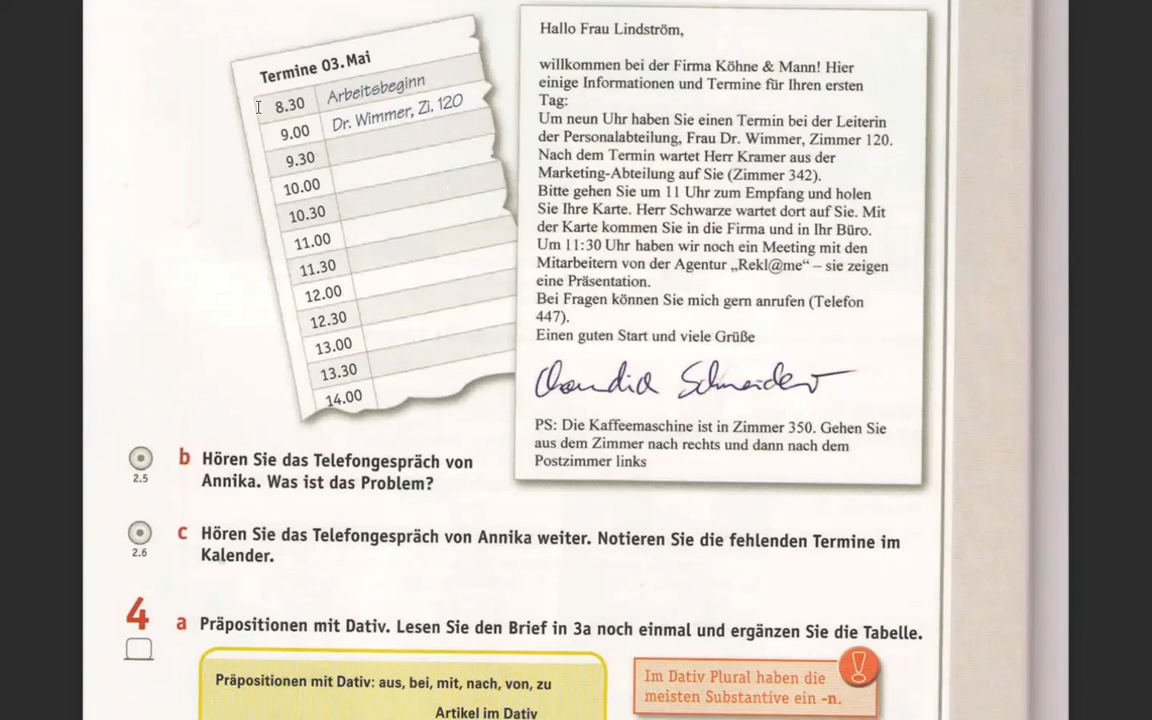 Termine 03. Mai
8.30 Arbeitsbeginn
9.00 Dr. Wimmer, Zi. 120
9.30
10.00
10.30
11.00
11.30
12.00
12.30
13.00
13.30
14.00
Hallo Frau Lindström,
willkommen bei der Firma Köhne & Mann! Hier
einige Informationen und Termine für Ihren ersten
Tag:
Um neun Uhr haben Sie einen Termin bei der Leiterin
der Personalabteilung, Frau Dr. Wimmer, Zimmer 120.
Nach dem Termin wartet Herr Kramer aus der
Marketing-Abteilung auf Sie (Zimmer 342).
Bitte gehen Sie um 11 Uhr zum Empfang und holen
Sie Ihre Karte. Herr Schwarze wartet dort auf Sie. Mit
der Karte kommen Sie in die Firma und in Ihr Büro.
Um 11:30 Uhr haben wir noch ein Meeting mit den
Mitarbeitern von der Agentur „Rekl@me“ – sie zeigen
eine Präsentation.
Bei Fragen können Sie mich gern anrufen (Telefon
447).
Einen guten Start und viele Grüße
Claudia Schneider
PS: Die Kaffeemaschine ist in Zimmer 350. Gehen Sie
aus dem Zimmer nach rechts und dann nach dem
Postzimmer links
2.5
b Hören Sie das Telefongespräch von
Annika. Was ist das Problem?
2.6
c Hören Sie das Telefongespräch von Annika weiter. Notieren Sie die fehlenden Termine im
Kalender.
4 a Präpositionen mit Dativ. Lesen Sie den Brief in 3a noch einmal und ergänzen Sie die Tabelle.
Präpositionen mit Dativ: aus, bei, mit, nach, von, zu
Artikel im Dativ
!
Im Dativ Plural haben die
meisten Substantive ein -n.